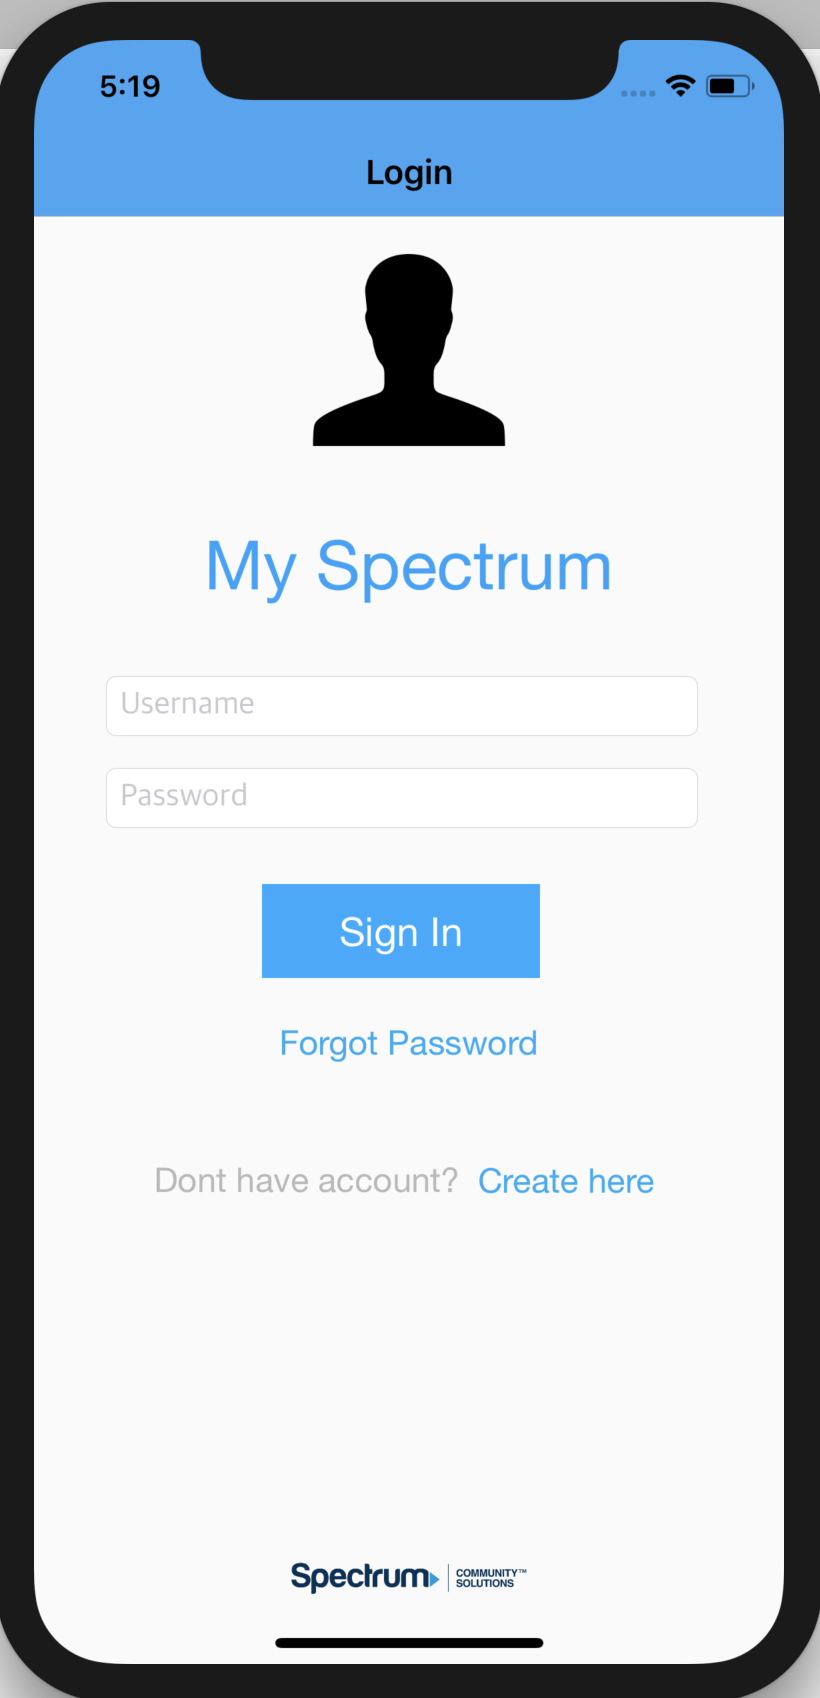 5:19
Login
My Spectrum
Username
Password
Sign In
Forgot Password
Dont have account? Create here
Spectrum COMMUNITY™
SOLUTIONS